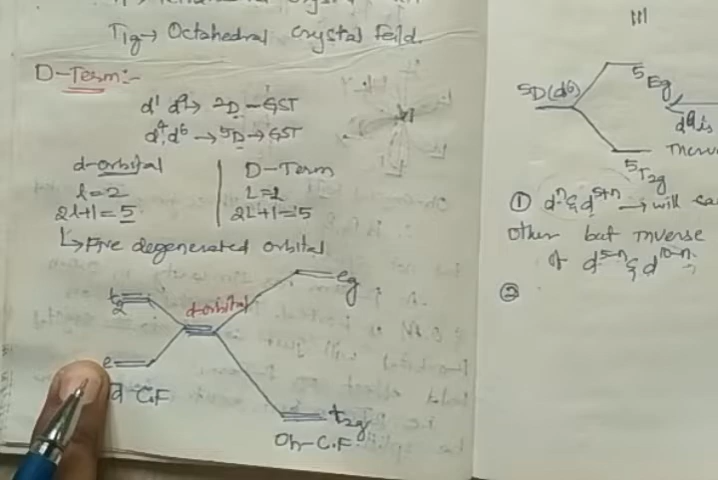 T1g → Octahedral crystal feild.
D-Term:-
d¹ d⁹ → ²D - GST
d⁴, d⁶ → ⁵D → GST
d-orbital
l = 2
2l+1 = 5
↳ Five degenerated orbital
D-Term
L = 2
2L+1 = 5
t2
d-orbital
eg
e
Td-C.F
t2g
Oh-C.F
⁵D(d⁶)
⁵Eg
⁵T2g
① dⁿ & d⁵⁺ⁿ → will
other but inverse
of d⁵⁻ⁿ & d¹⁰⁻ⁿ
②